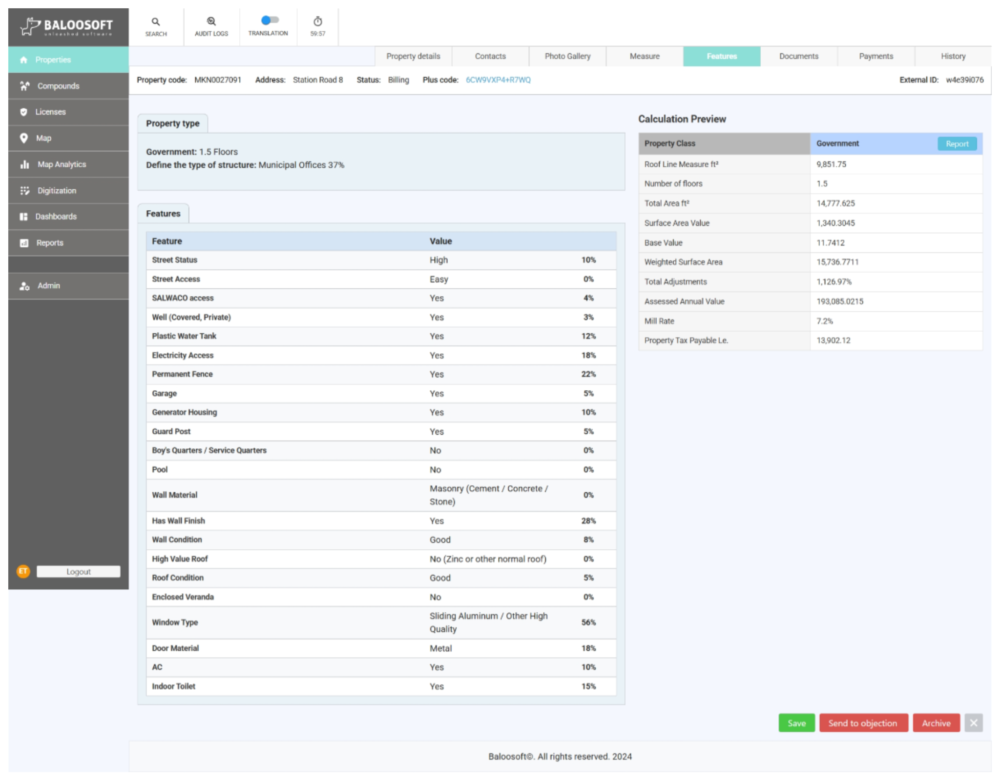 BALOOSOFT
unleashed software
SEARCH
AUDIT LOGS
TRANSLATION
59:57
Properties
Compounds
Licenses
Map
Map Analytics
Digitization
Dashboards
Reports
Admin
ET
Logout
Property details
Contacts
Photo Gallery
Measure
Features
Documents
Payments
History
Property code: MKN0027091 Address: Station Road 8 Status: Billing Plus code: 6CW9VXP4+R7WQ External ID: w4e39i076
Property type
Government: 1.5 Floors
Define the type of structure: Municipal Offices 37%
Features
Feature Value
Street Status High 10%
Street Access Easy 0%
SALWACO access Yes 4%
Well (Covered, Private) Yes 3%
Plastic Water Tank Yes 12%
Electricity Access Yes 18%
Permanent Fence Yes 22%
Garage Yes 5%
Generator Housing Yes 10%
Guard Post Yes 5%
Boy's Quarters / Service Quarters No 0%
Pool No 0%
Wall Material Masonry (Cement / Concrete /
Stone) 0%
Has Wall Finish Yes 28%
Wall Condition Good 8%
High Value Roof No (Zinc or other normal roof) 0%
Roof Condition Good 5%
Enclosed Veranda No 0%
Window Type Sliding Aluminum / Other High
Quality 56%
Door Material Metal 18%
AC Yes 10%
Indoor Toilet Yes 15%
Calculation Preview
Property Class Government Report
Roof Line Measure ft² 9,851.75
Number of floors 1.5
Total Area ft² 14,777.625
Surface Area Value 1,340.3045
Base Value 11.7412
Weighted Surface Area 15,736.7711
Total Adjustments 1,126.97%
Assessed Annual Value 193,085.0215
Mill Rate 7.2%
Property Tax Payable Le. 13,902.12
Save
Send to objection
Archive
Baloosoft©. All rights reserved. 2024